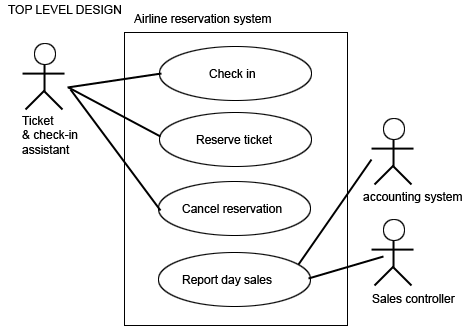 TOP LEVEL DESIGN
Airline reservation system
Check in
Ticket
& check-in
assistant
Reserve ticket
accounting system
Cancel reservation
Report day sales
Sales controller